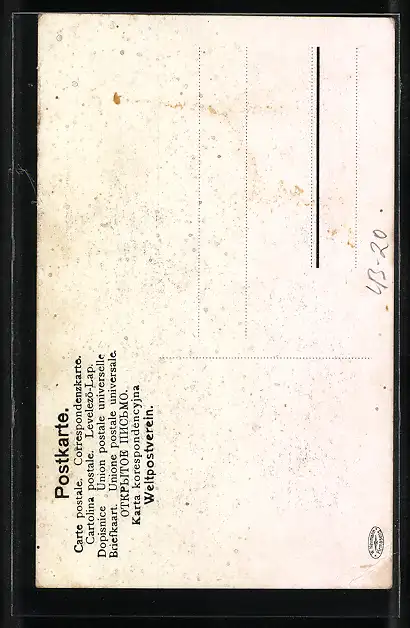 Postkarte.
Carte postale. Correspondenzkarte.
Cartolina postale. Levelező-Lap.
Dopisnice Union postale universelle
Briefkaart. Unione postale universale.
ОТКРЫТОЕ ПИСЬМО.
Karta korespondencyjna
Weltpostverein.
43-20.